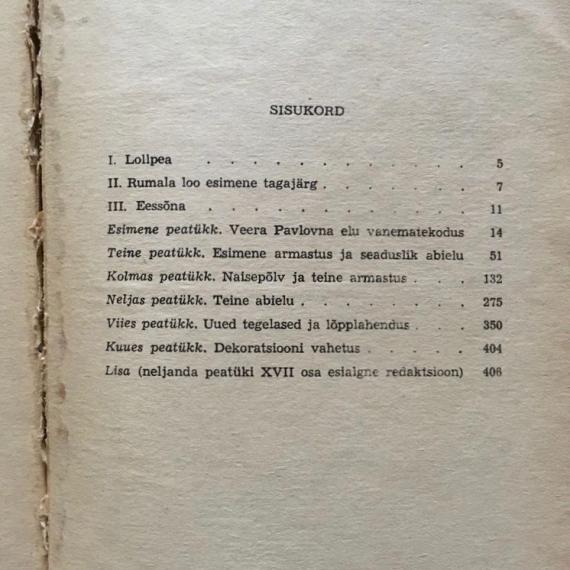 SISUKORD
I. Lollpea . . . . . . . . . . . . 5
II. Rumala loo esimene tagajärg . . . . . . . 7
III. Eessõna . . . . . . . . . . . . 11
Esimene peatükk. Veera Pavlovna elu vanematekodus 14
Teine peatükk. Esimene armastus ja seaduslik abielu 51
Kolmas peatükk. Naisepõlv ja teine armastus . . . 132
Neljas peatükk. Teine abielu . . . . . . . . 275
Viies peatükk. Uued tegelased ja lõpplahendus . . . 350
Kuues peatükk. Dekoratsiooni vahetus . . . . . 404
Lisa (neljanda peatüki XVII osa esialgne redaktsioon) 406